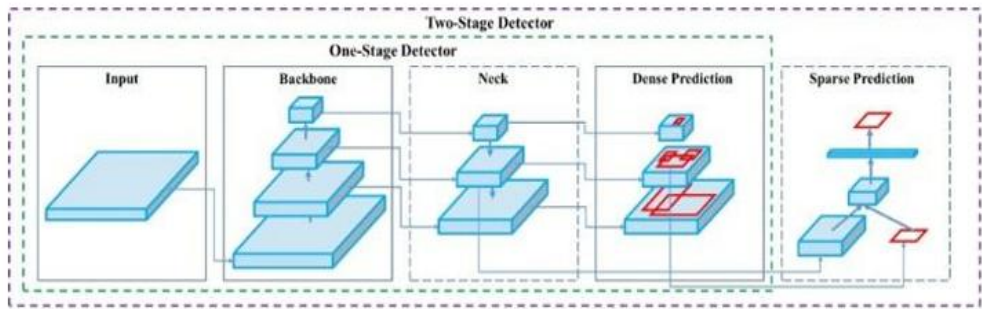 Two-Stage Detector
One-Stage Detector
Input
Backbone
Neck
Dense Prediction
Sparse Prediction